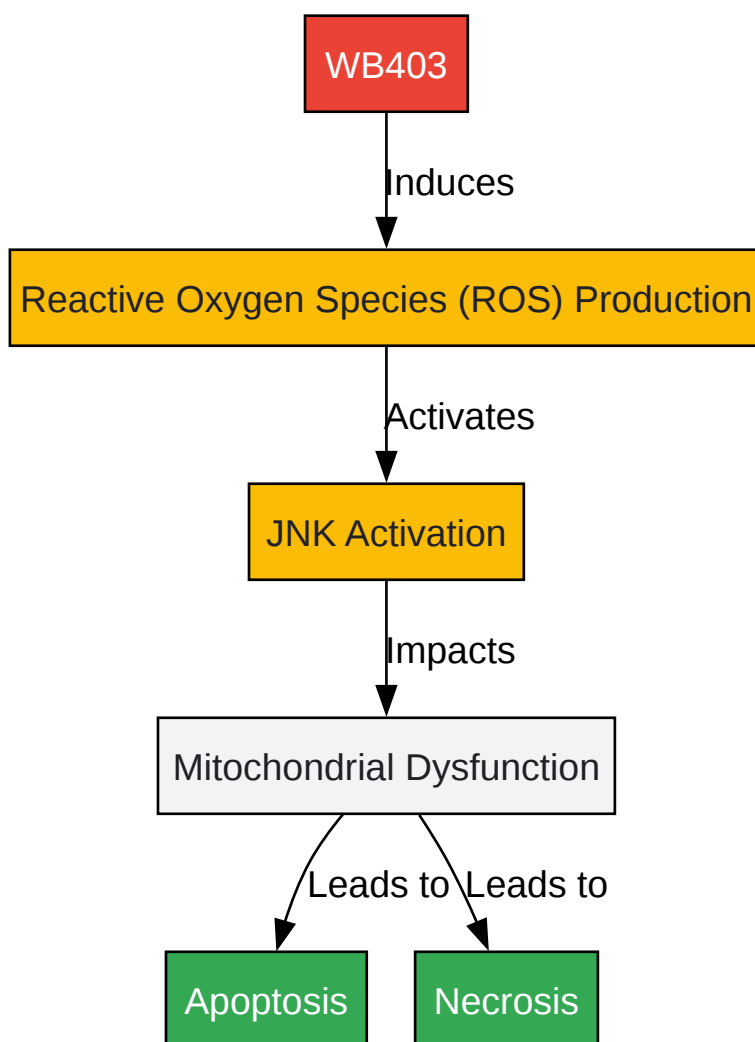 WB403
Induces
Reactive Oxygen Species (ROS) Production
Activates
JNK Activation
Impacts
Mitochondrial Dysfunction
Leads to
Leads to
Apoptosis
Necrosis